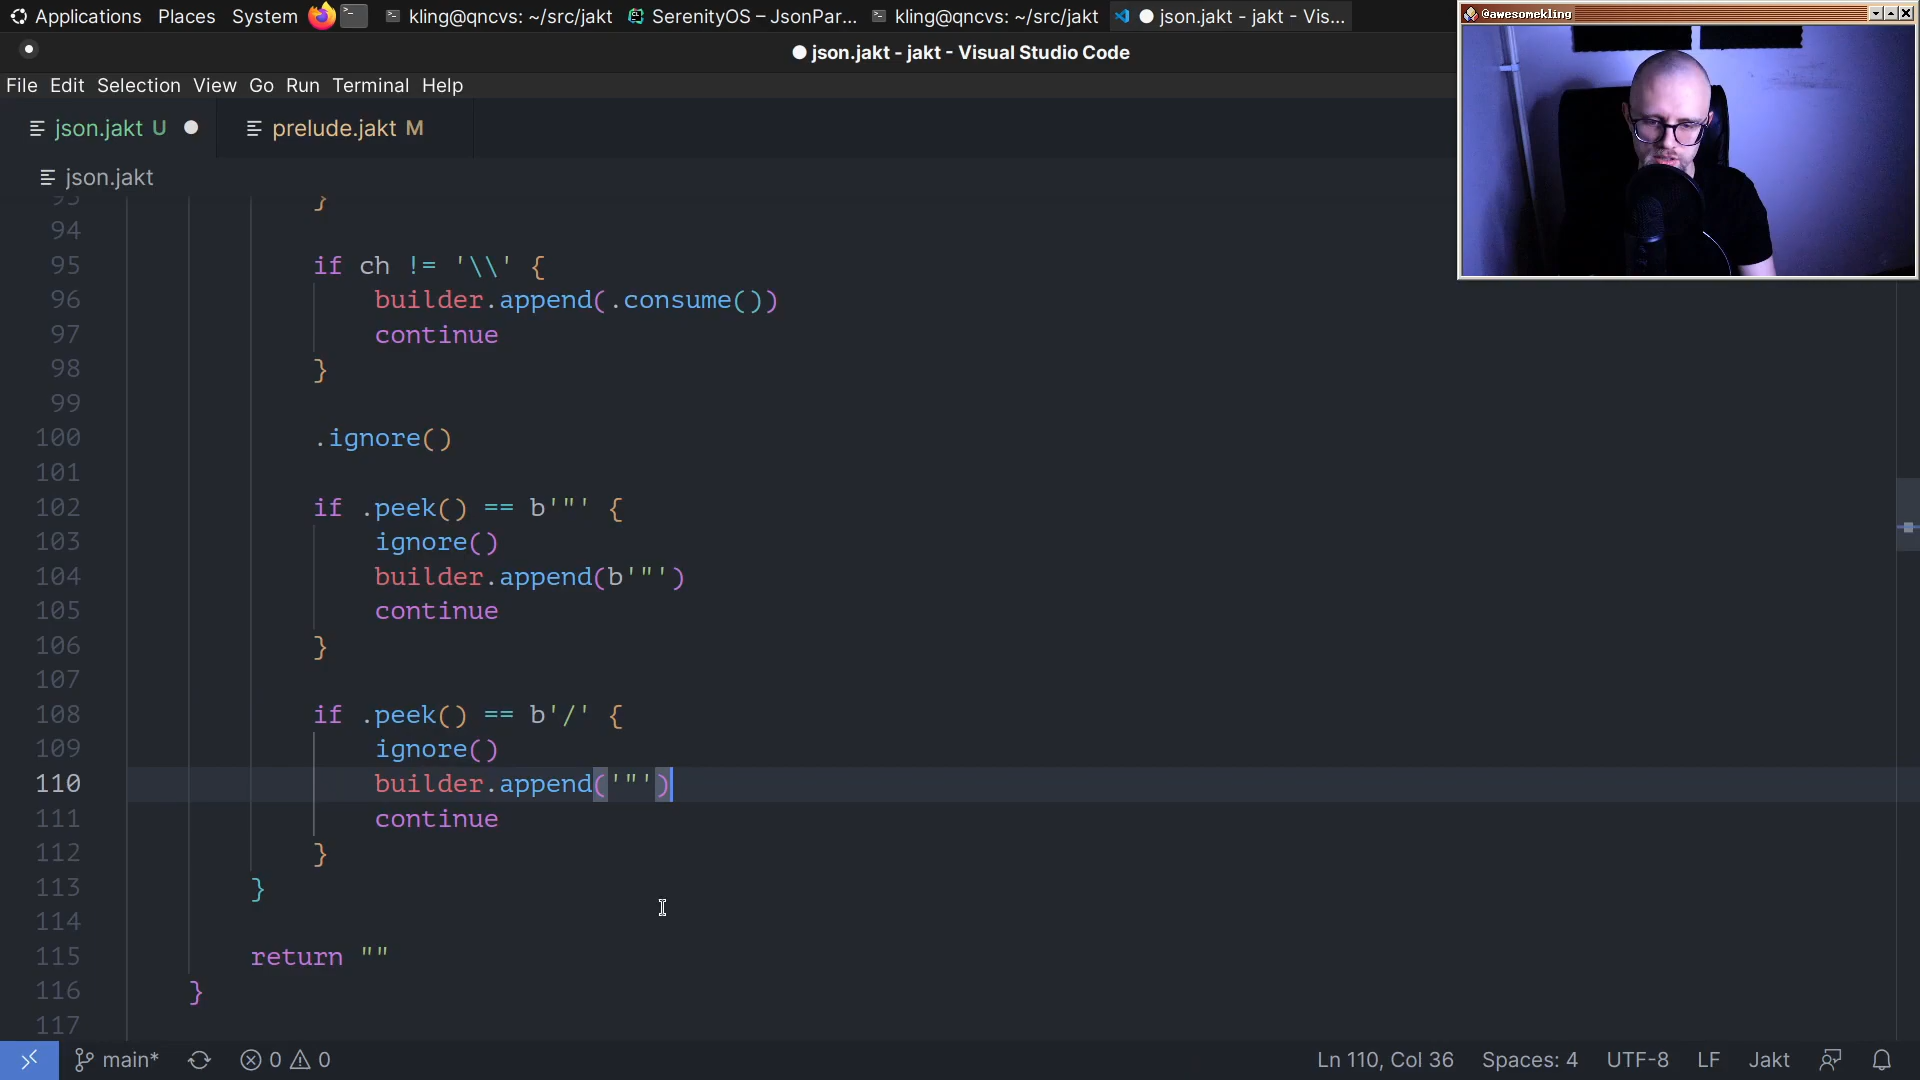 Applications Places System kling@qncvs: ~/src/jakt SerenityOS – JsonPar... kling@qncvs: ~/src/jakt json.jakt - jakt - Vis...
@awesomekling
json.jakt - jakt - Visual Studio Code
File Edit Selection View Go Run Terminal Help
json.jakt U prelude.jakt M
json.jakt
93 }
94
95 if ch != '\\' {
96 builder.append(.consume())
97 continue
98 }
99
100 .ignore()
101
102 if .peek() == b'"' {
103 ignore()
104 builder.append(b'"')
105 continue
106 }
107
108 if .peek() == b'/' {
109 ignore()
110 builder.append('"')
111 continue
112 }
113 }
114
115 return ""
116 }
117
main* 0 0 Ln 110, Col 36 Spaces: 4 UTF-8 LF Jakt